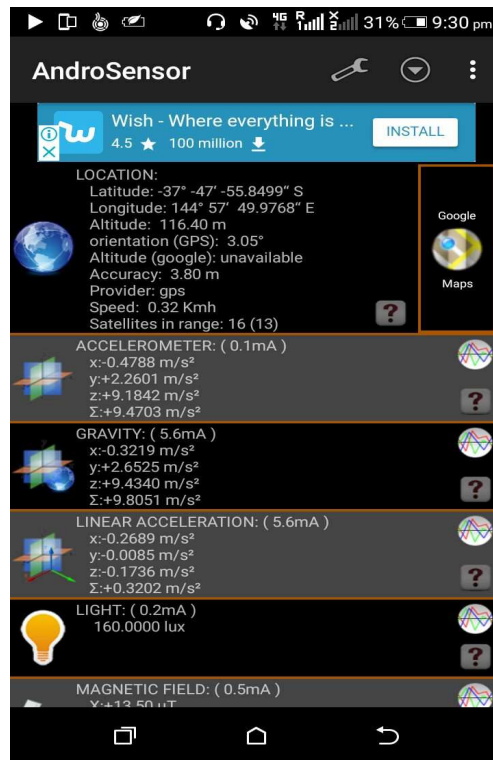 4G R X 31% 9:30 pm
AndroSensor
Wish - Where everything is ...
4.5 ★ 100 million
INSTALL
LOCATION:
Latitude: -37° -47' -55.8499" S
Longitude: 144° 57' 49.9768" E
Altitude: 116.40 m
orientation (GPS): 3.05°
Altitude (google): unavailable
Accuracy: 3.80 m
Provider: gps
Speed: 0.32 Kmh
Satellites in range: 16 (13)
Google
Maps
?
ACCELEROMETER: ( 0.1mA )
x:-0.4788 m/s²
y:+2.2601 m/s²
z:+9.1842 m/s²
Σ:+9.4703 m/s²
?
GRAVITY: ( 5.6mA )
x:-0.3219 m/s²
y:+2.6525 m/s²
z:+9.4340 m/s²
Σ:+9.8051 m/s²
?
LINEAR ACCELERATION: ( 5.6mA )
x:-0.2689 m/s²
y:-0.0085 m/s²
z:-0.1736 m/s²
Σ:+0.3202 m/s²
?
LIGHT: ( 0.2mA )
160.0000 lux
?
MAGNETIC FIELD: ( 0.5mA )
X:+13.50 µT